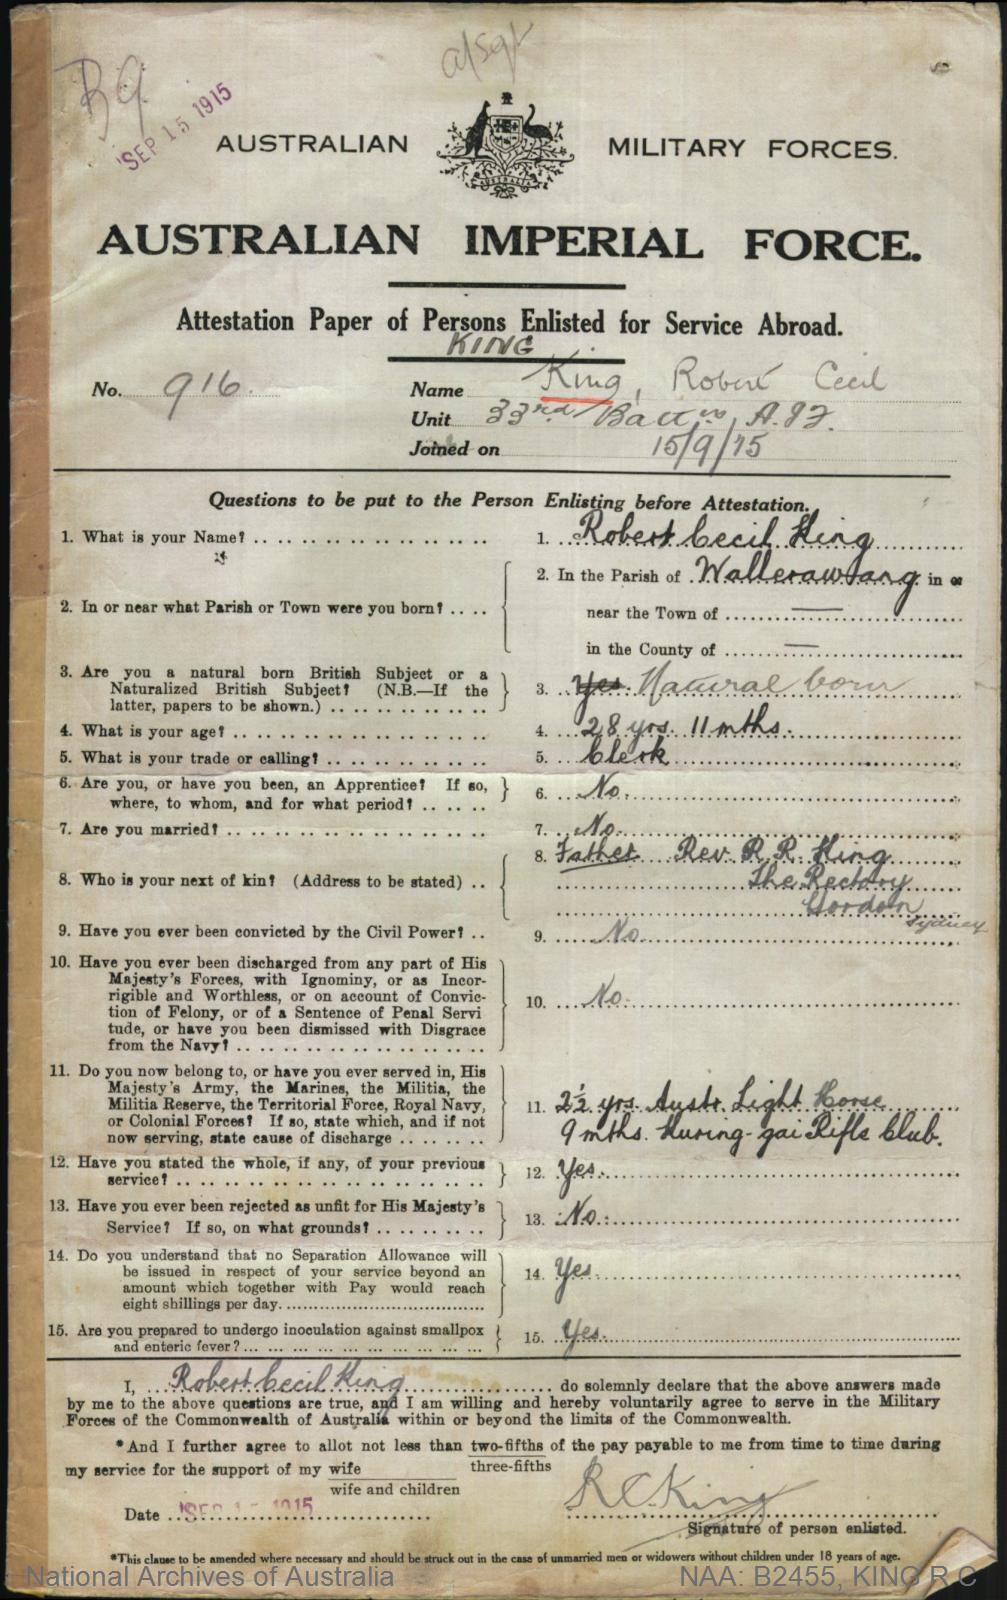 B9
a/Sgt
SEP 15 1915
AUSTRALIAN MILITARY FORCES.
AUSTRALIA
AUSTRALIAN IMPERIAL FORCE.
Attestation Paper of Persons Enlisted for Service Abroad.
KING
No. 916. Name King, Robert Cecil
Unit 33rd Battn A.I.F.
Joined on 15/9/15
Questions to be put to the Person Enlisting before Attestation.
1. What is your Name? 1. Robert Cecil King
2. In the Parish of Wallerawang in or
2. In or near what Parish or Town were you born? near the Town of —
in the County of —
3. Are you a natural born British Subject or a
Naturalized British Subject? (N.B.—If the 3. Yes. Natural born
latter, papers to be shown.)
4. What is your age? 4. 28 yrs. 11 mths.
5. What is your trade or calling? 5. Clerk
6. Are you, or have you been, an Apprentice? If so,
where, to whom, and for what period? 6. No.
7. Are you married? 7. No.
8. Father Rev. R. R. King
8. Who is your next of kin? (Address to be stated) The Rectory
Gordon
Sydney
9. Have you ever been convicted by the Civil Power? 9. No.
10. Have you ever been discharged from any part of His
Majesty's Forces, with Ignominy, or as Incor-
rigible and Worthless, or on account of Convic-
tion of Felony, or of a Sentence of Penal Servi 10. No.
tude, or have you been dismissed with Disgrace
from the Navy?
11. Do you now belong to, or have you ever served in, His
Majesty's Army, the Marines, the Militia, the
Militia Reserve, the Territorial Force, Royal Navy, 11. 2½ yrs. Austr. Light Horse
or Colonial Forces? If so, state which, and if not 9 mths. Kuring-gai Rifle Club.
now serving, state cause of discharge
12. Have you stated the whole, if any, of your previous
service? 12. Yes.
13. Have you ever been rejected as unfit for His Majesty's
Service? If so, on what grounds? 13. No.
14. Do you understand that no Separation Allowance will
be issued in respect of your service beyond an
amount which together with Pay would reach 14. Yes.
eight shillings per day.
15. Are you prepared to undergo inoculation against smallpox
and enteric fever? 15. Yes.
I, Robert Cecil King do solemnly declare that the above answers made
by me to the above questions are true, and I am willing and hereby voluntarily agree to serve in the Military
Forces of the Commonwealth of Australia within or beyond the limits of the Commonwealth.
*And I further agree to allot not less than two-fifths of the pay payable to me from time to time during
three-fifths
my service for the support of my wife
wife and children
R C King
Date SEP 15 1915
Signature of person enlisted.
*This clause to be amended where necessary and should be struck out in the case of unmarried men or widowers without children under 18 years of age.
National Archives of Australia NAA: B2455, KING R C